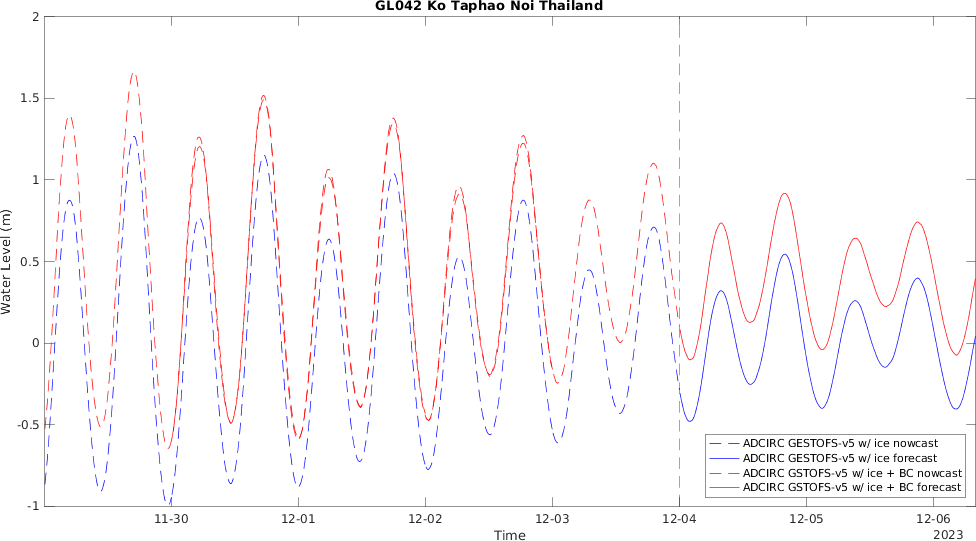 GL042 Ko Taphao Noi Thailand
2
1.5
1
0.5
0
-0.5
-1
Water Level (m)
ADCIRC GESTOFS-v5 w/ ice nowcast
ADCIRC GESTOFS-v5 w/ ice forecast
ADCIRC GSTOFS-v5 w/ ice + BC nowcast
ADCIRC GSTOFS-v5 w/ ice + BC forecast
11-30 12-01 12-02 12-03 12-04 12-05 12-06
Time
2023